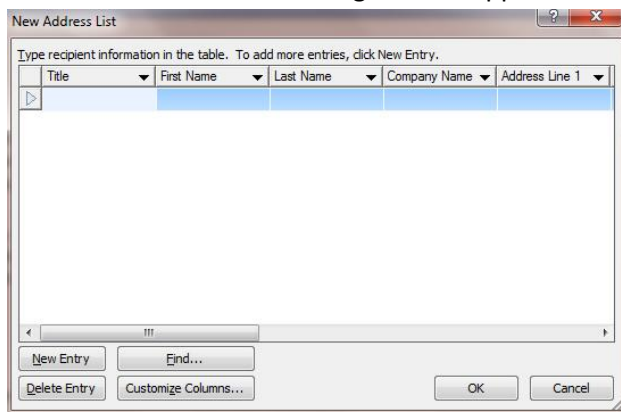 New Address List
Type recipient information in the table. To add more entries, click New Entry.
Title First Name Last Name Company Name Address Line 1
New Entry Find...
Delete Entry Customize Columns... OK Cancel